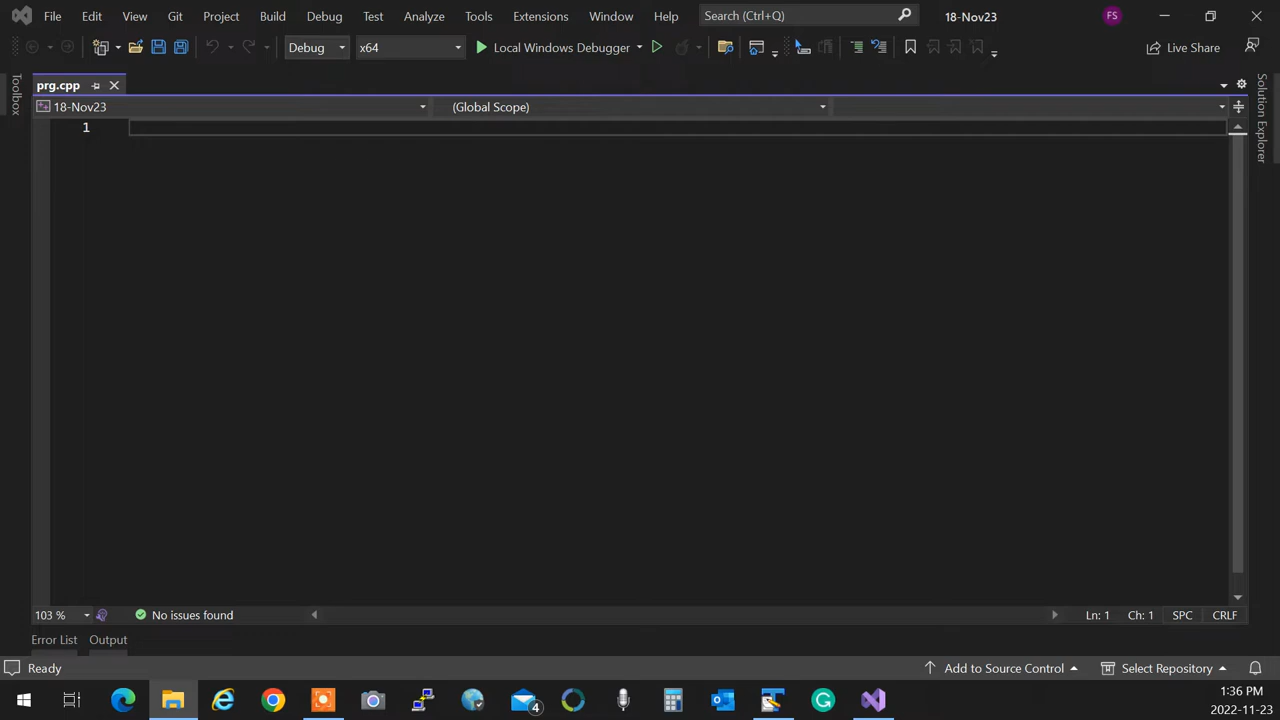 File Edit View Git Project Build Debug Test Analyze Tools Extensions Window Help Search (Ctrl+Q) 18-Nov23 FS
Debug x64 Local Windows Debugger Live Share
prg.cpp
18-Nov23 (Global Scope)
1
Toolbox
Solution Explorer
103 % No issues found Ln: 1 Ch: 1 SPC CRLF
Error List Output
Ready Add to Source Control Select Repository
4
1:36 PM
2022-11-23